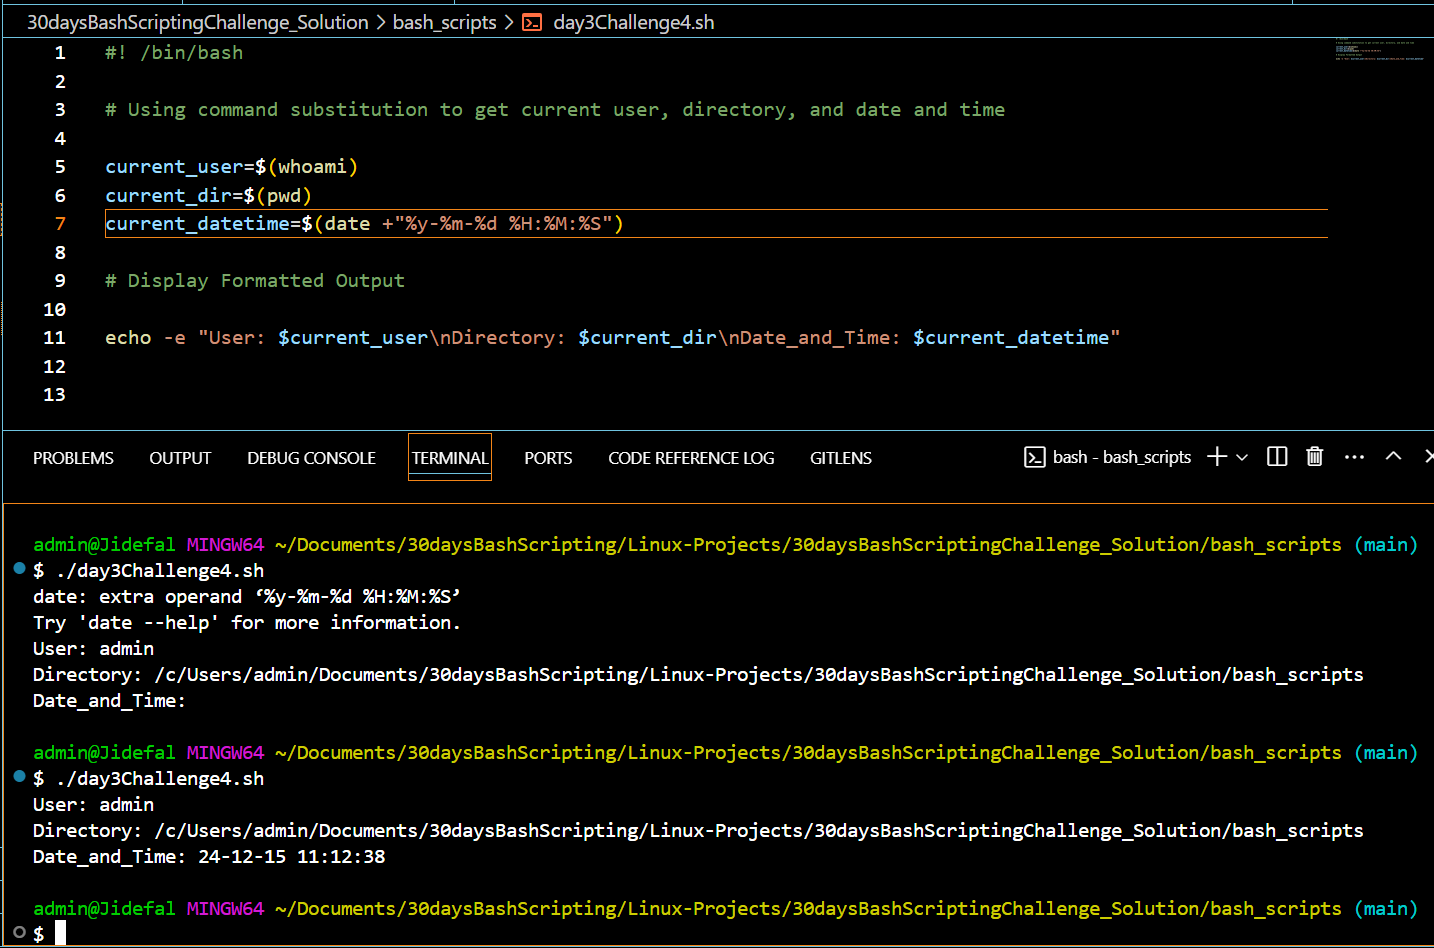 30daysBashScriptingChallenge_Solution > bash_scripts > day3Challenge4.sh
1 #! /bin/bash
2
3 # Using command substitution to get current user, directory, and date and time
4
5 current_user=$(whoami)
6 current_dir=$(pwd)
7 current_datetime=$(date +"%y-%m-%d %H:%M:%S")
8
9 # Display Formatted Output
10
11 echo -e "User: $current_user\nDirectory: $current_dir\nDate_and_Time: $current_datetime"
12
13
PROBLEMS OUTPUT DEBUG CONSOLE TERMINAL PORTS CODE REFERENCE LOG GITLENS bash - bash_scripts
admin@Jidefal MINGW64 ~/Documents/30daysBashScripting/Linux-Projects/30daysBashScriptingChallenge_Solution/bash_scripts (main)
$ ./day3Challenge4.sh
date: extra operand ‘%y-%m-%d %H:%M:%S’
Try 'date --help' for more information.
User: admin
Directory: /c/Users/admin/Documents/30daysBashScripting/Linux-Projects/30daysBashScriptingChallenge_Solution/bash_scripts
Date_and_Time:
admin@Jidefal MINGW64 ~/Documents/30daysBashScripting/Linux-Projects/30daysBashScriptingChallenge_Solution/bash_scripts (main)
$ ./day3Challenge4.sh
User: admin
Directory: /c/Users/admin/Documents/30daysBashScripting/Linux-Projects/30daysBashScriptingChallenge_Solution/bash_scripts
Date_and_Time: 24-12-15 11:12:38
admin@Jidefal MINGW64 ~/Documents/30daysBashScripting/Linux-Projects/30daysBashScriptingChallenge_Solution/bash_scripts (main)
$